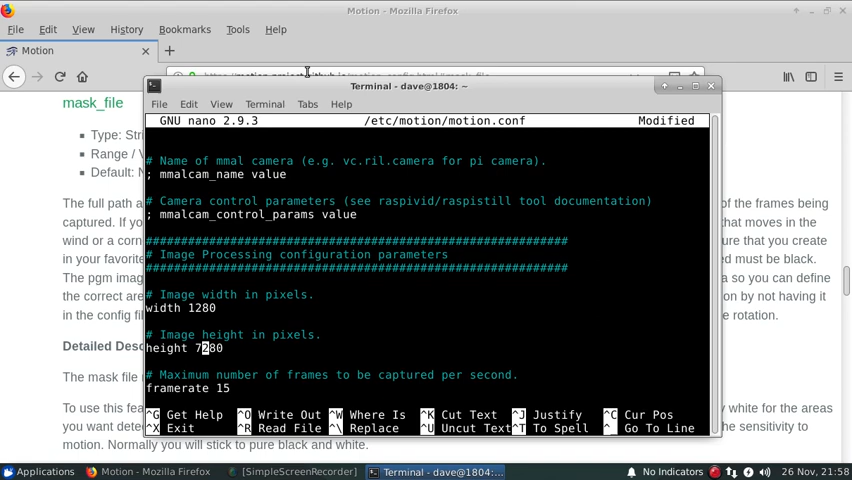 Motion - Mozilla Firefox
File Edit View History Bookmarks Tools Help
Motion
mask_file
Terminal - dave@1804: ~
File Edit View Terminal Tabs Help
GNU nano 2.9.3 /etc/motion/motion.conf Modified
# Name of mmal camera (e.g. vc.ril.camera for pi camera).
; mmalcam_name value
# Camera control parameters (see raspivid/raspistill tool documentation)
; mmalcam_control_params value
############################################################
# Image Processing configuration parameters
############################################################
# Image width in pixels.
width 1280
# Image height in pixels.
height 7280
# Maximum number of frames to be captured per second.
framerate 15
^G Get Help ^O Write Out ^W Where Is ^K Cut Text ^J Justify ^C Cur Pos
^X Exit ^R Read File ^\ Replace ^U Uncut Text ^T To Spell ^_ Go To Line
Type:
Range /
The full path a of the frames being
captured. If you that moves in the
wind or a corn ure that you create
in your favorite d must be black.
The pgm imag a so you can define
the correct are on by not having it
in the config fil e rotation.
Detailed Desc
The mask file
To use this fea y white for the areas
you want detec the sensitivity to
motion. Normally you will stick to pure black and white.
Applications Motion - Mozilla Firefox [SimpleScreenRecorder] Terminal - dave@1804:... No Indicators 26 Nov, 21:58